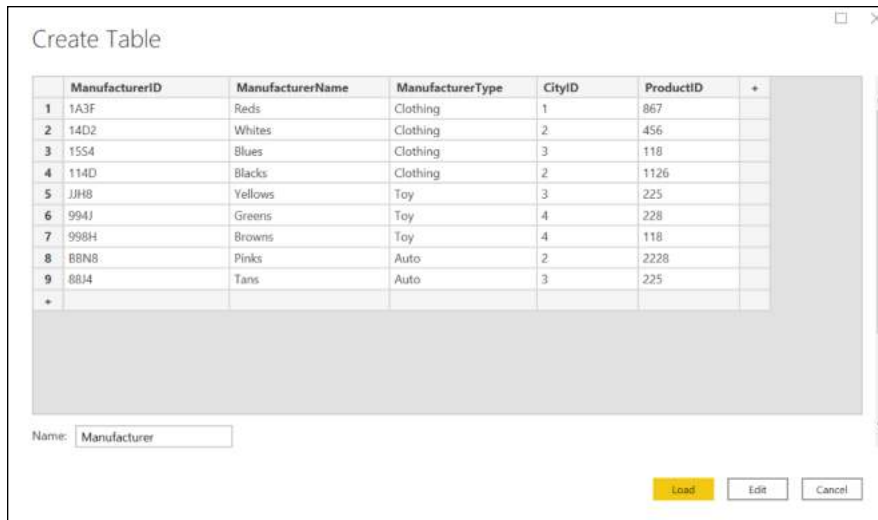 Create Table
ManufacturerID ManufacturerName ManufacturerType CityID ProductID +
1 1A3F Reds Clothing 1 867
2 14D2 Whites Clothing 2 456
3 15S4 Blues Clothing 3 118
4 114D Blacks Clothing 2 1126
5 JJH8 Yellows Toy 3 225
6 994J Greens Toy 4 228
7 998H Browns Toy 4 118
8 BBN8 Pinks Auto 2 2228
9 88J4 Tans Auto 3 225
+
Name: Manufacturer
Load Edit Cancel